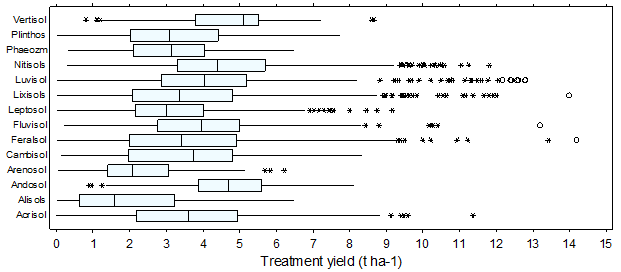 Vertisol
Plinthos
Phaeozm
Nitisols
Luvisol
Lixisols
Leptosol
Fluvisol
Feralsol
Cambisol
Arenosol
Andosol
Alisols
Acrisol
0 1 2 3 4 5 6 7 8 9 10 11 12 13 14 15
Treatment yield (t ha-1)